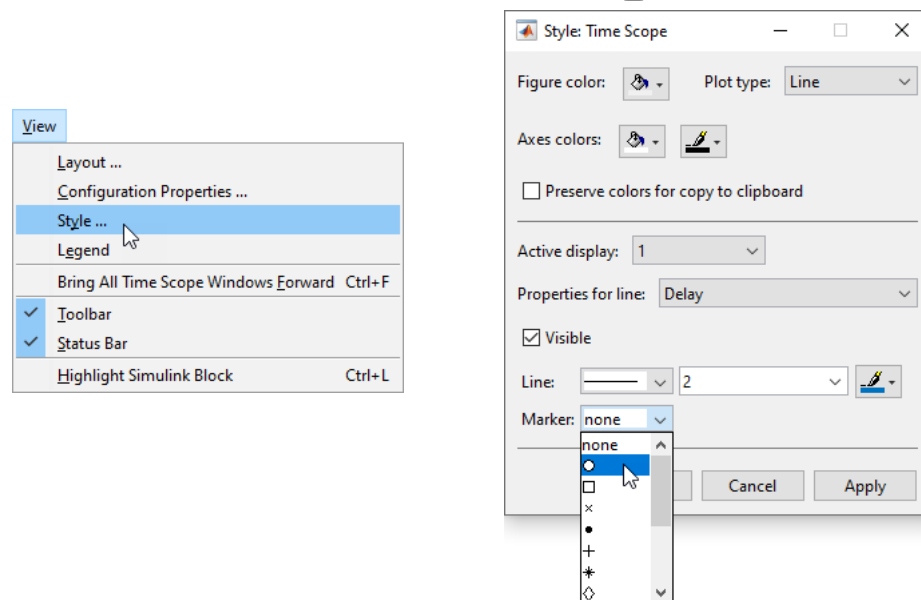 View
Layout ...
Configuration Properties ...
Style ...
Legend
Bring All Time Scope Windows Forward Ctrl+F
Toolbar
Status Bar
Highlight Simulink Block Ctrl+L
Style: Time Scope
Figure color: Plot type: Line
Axes colors:
Preserve colors for copy to clipboard
Active display: 1
Properties for line: Delay
Visible
Line: 2
Marker: none
none
Cancel Apply